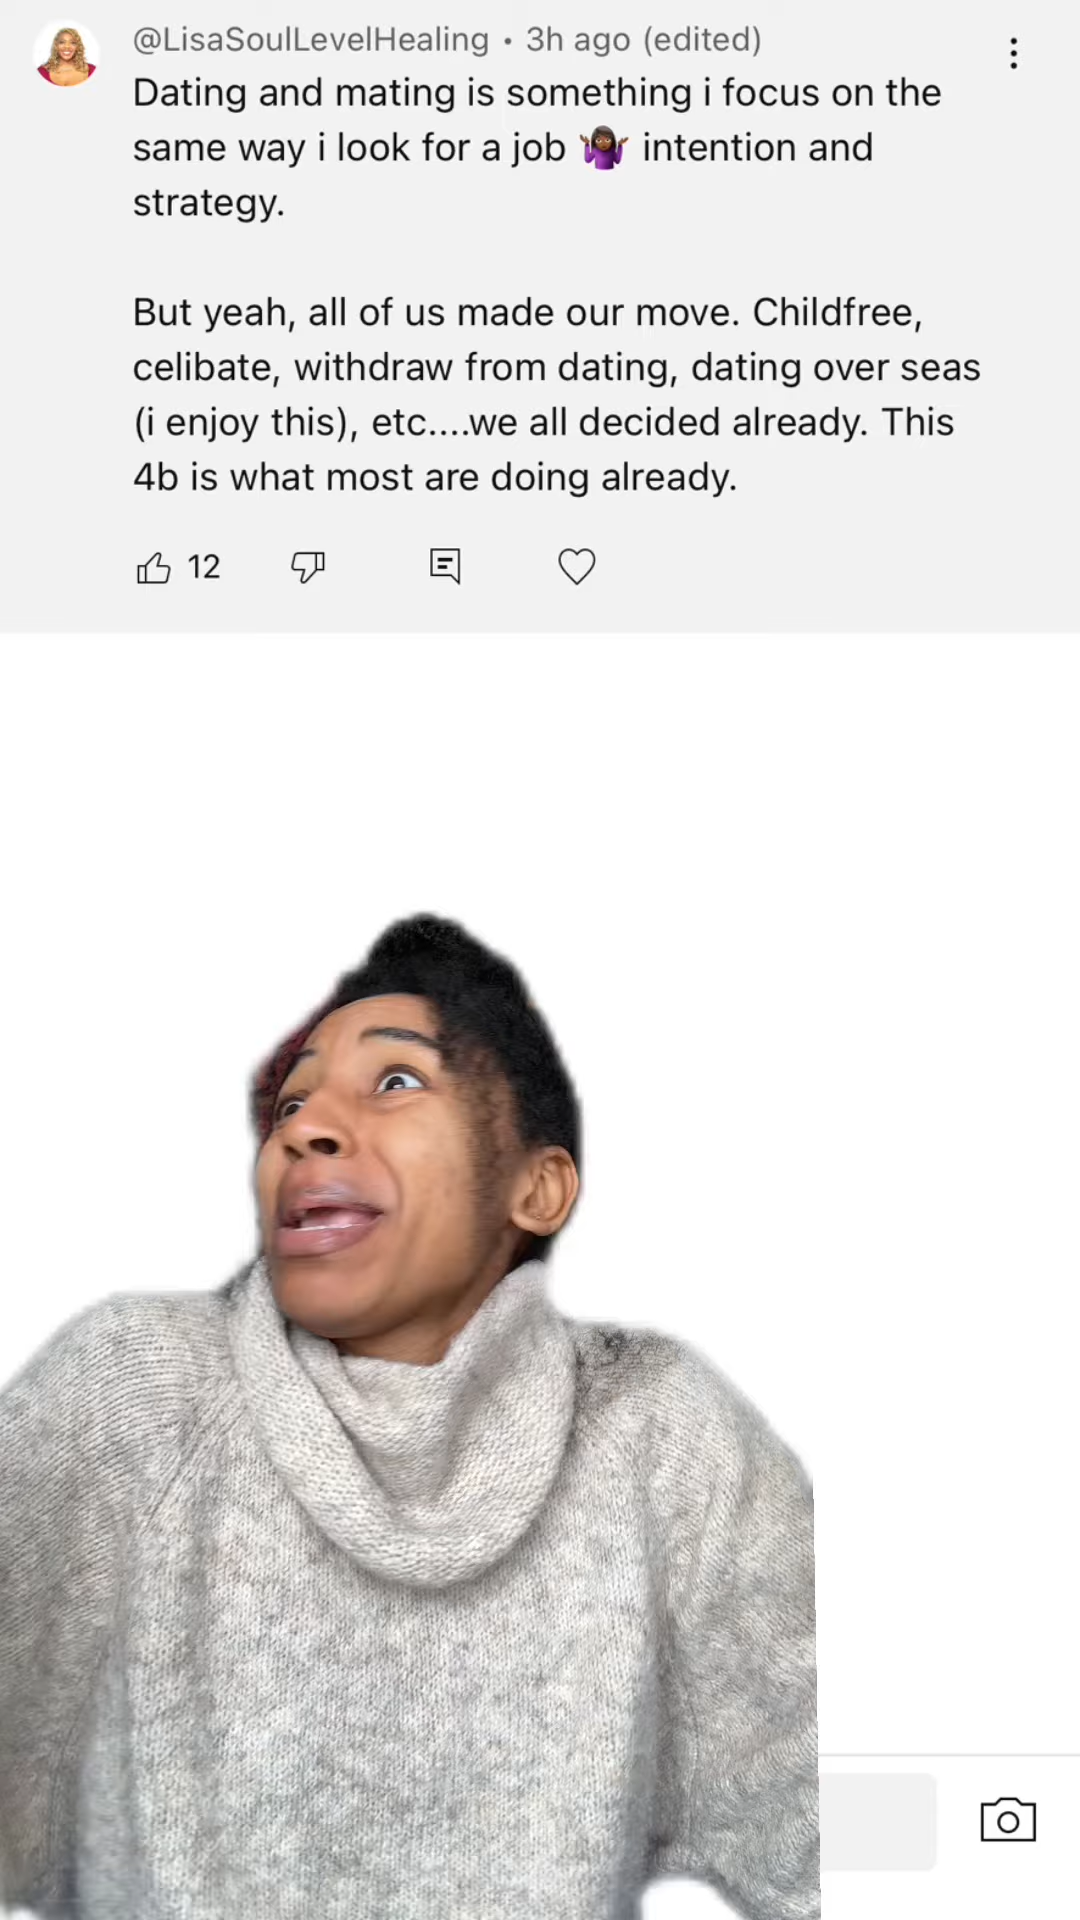 @LisaSoulLevelHealing • 3h ago (edited)
Dating and mating is something i focus on the
same way i look for a job 🤷🏾‍♀️ intention and
strategy.
But yeah, all of us made our move. Childfree,
celibate, withdraw from dating, dating over seas
(i enjoy this), etc....we all decided already. This
4b is what most are doing already.
12